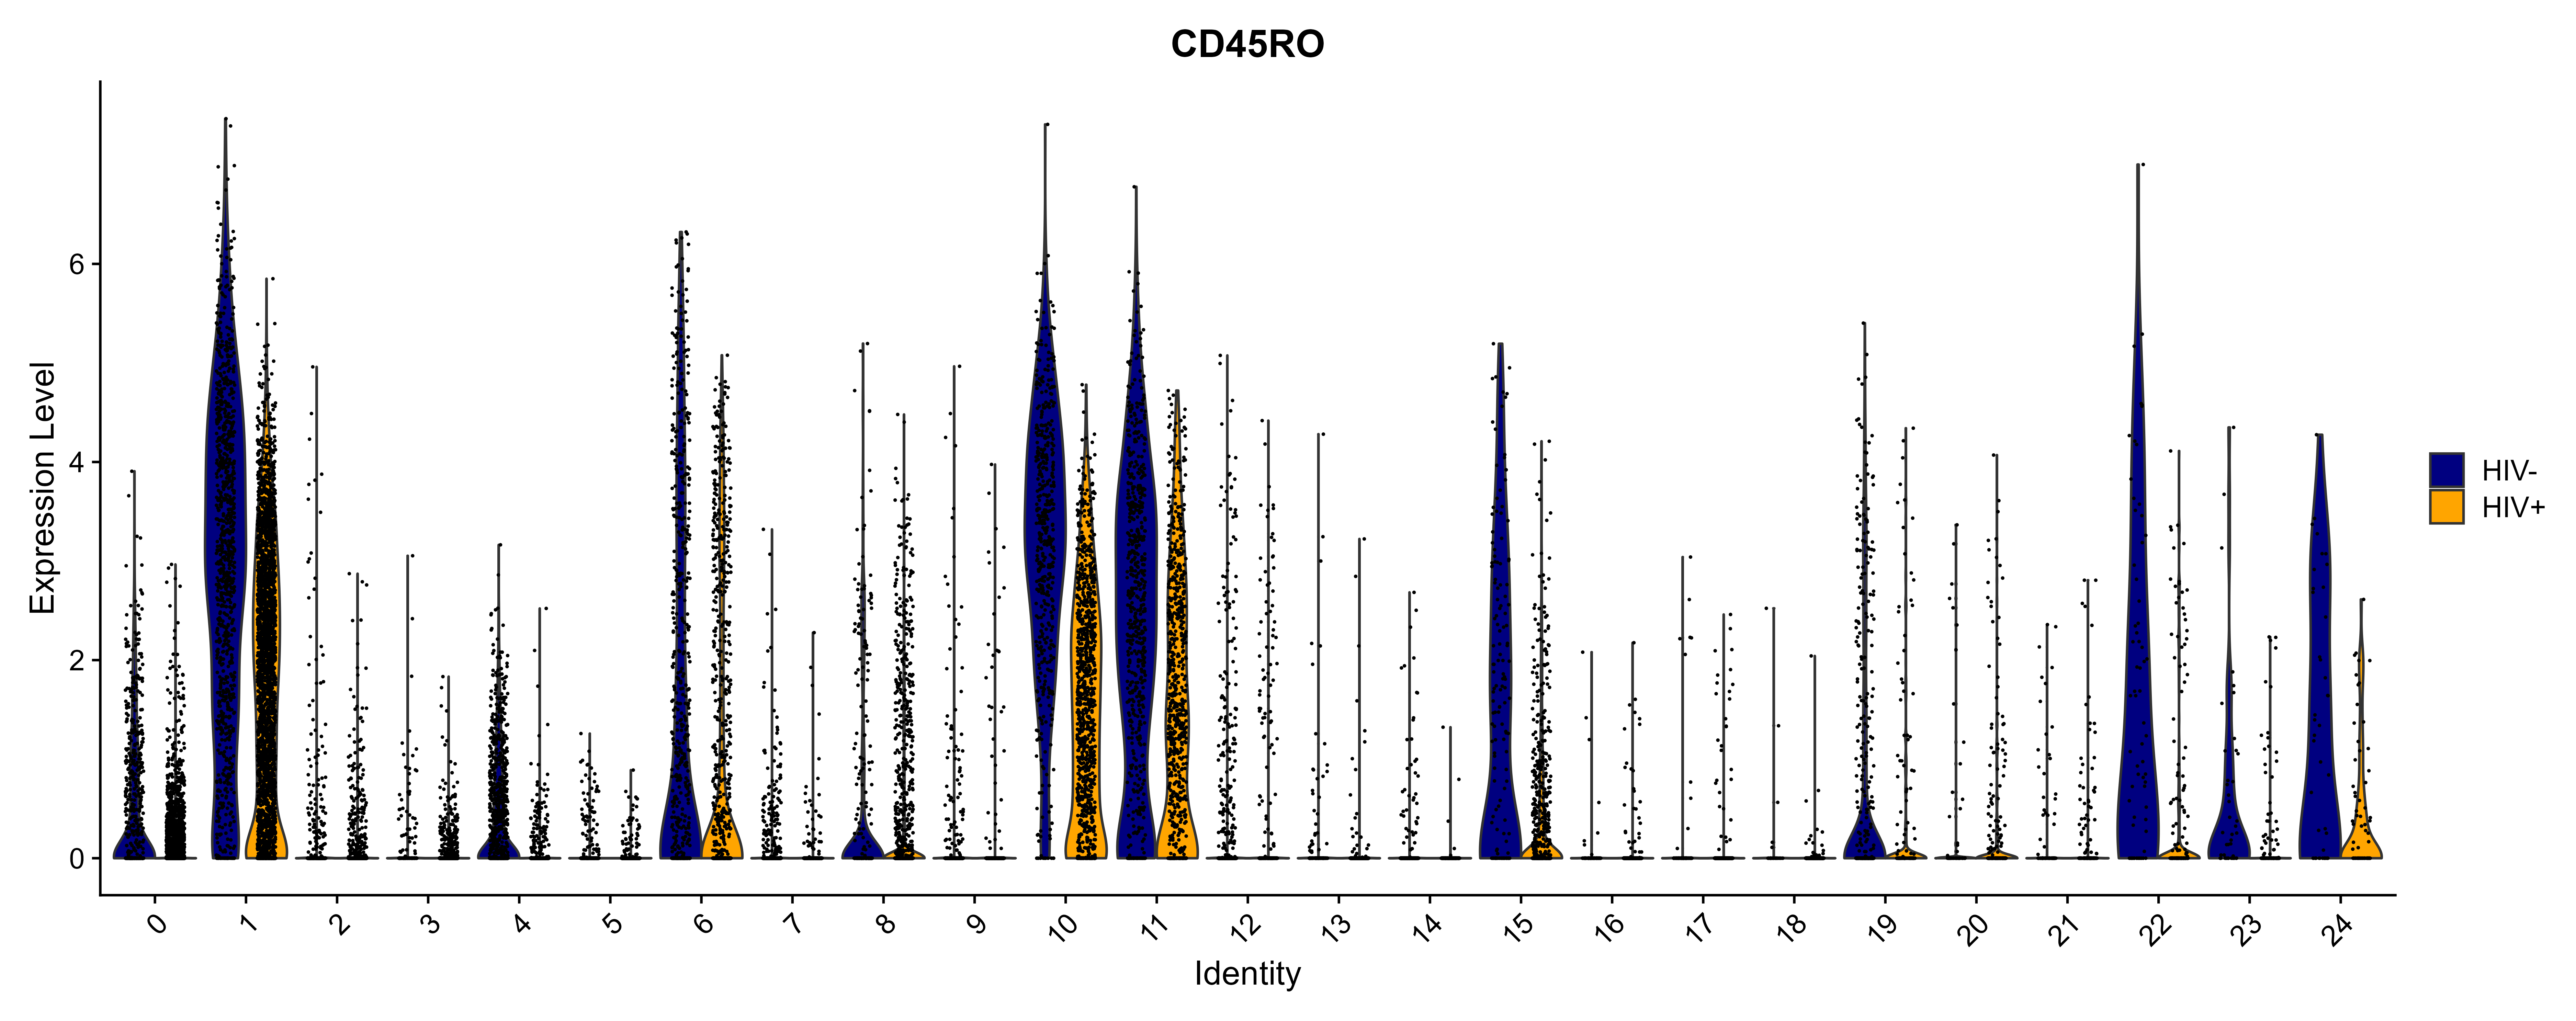 CD45RO
Expression Level
6
4
2
0
0 1 2 3 4 5 6 7 8 9 10 11 12 13 14 15 16 17 18 19 20 21 22 23 24
Identity
HIV-
HIV+